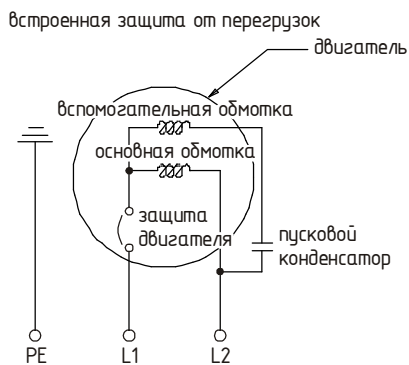 встроенная защита от перегрузок
двигатель
вспомогательная обмотка
основная обмотка
защита
двигателя
пусковой
конденсатор
PE
L1
L2